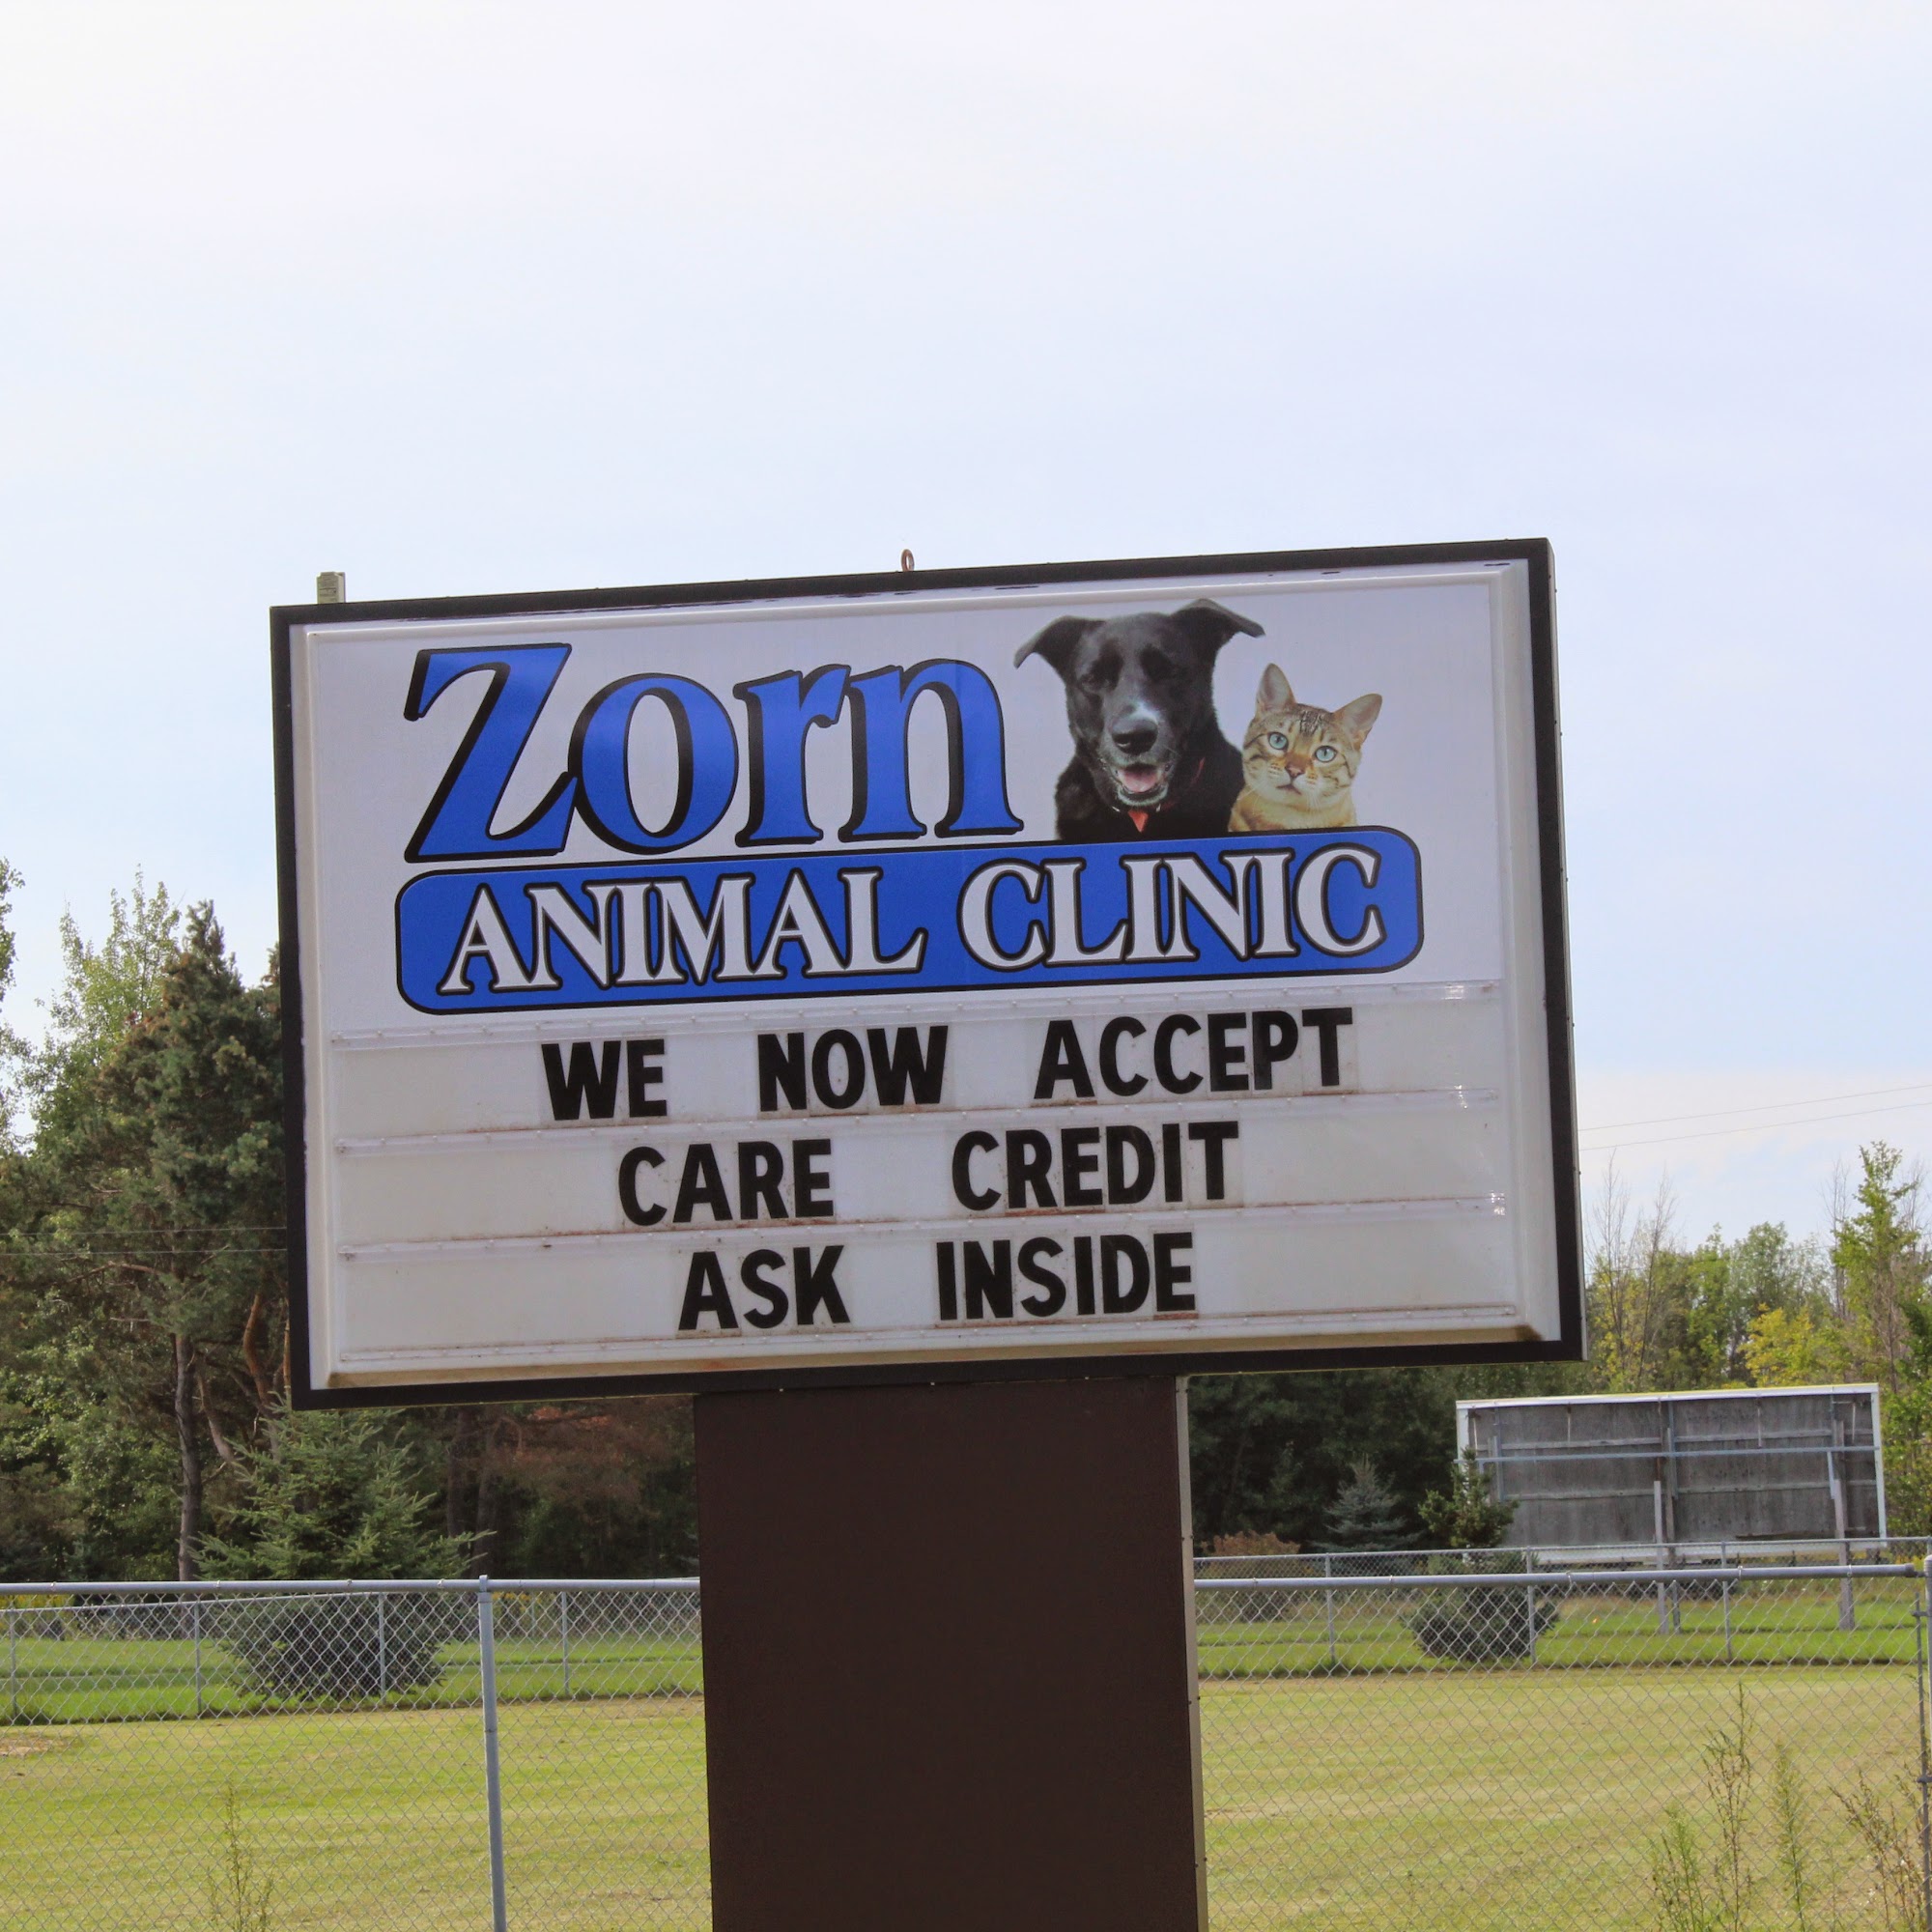 Zorn
ANIMAL CLINIC
WE NOW ACCEPT
CARE CREDIT
ASK INSIDE